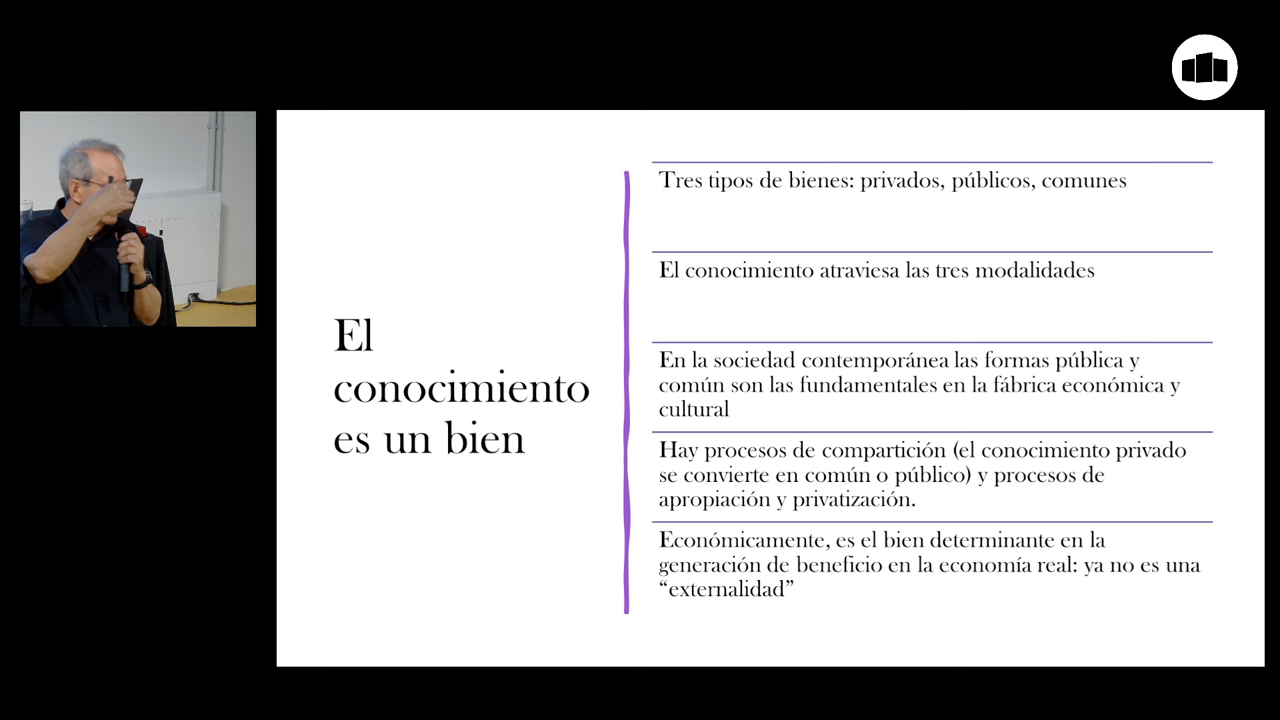 El
conocimiento
es un bien
Tres tipos de bienes: privados, públicos, comunes
El conocimiento atraviesa las tres modalidades
En la sociedad contemporánea las formas pública y
común son las fundamentales en la fábrica económica y
cultural
Hay procesos de compartición (el conocimiento privado
se convierte en común o público) y procesos de
apropiación y privatización.
Económicamente, es el bien determinante en la
generación de beneficio en la economía real: ya no es una
“externalidad”